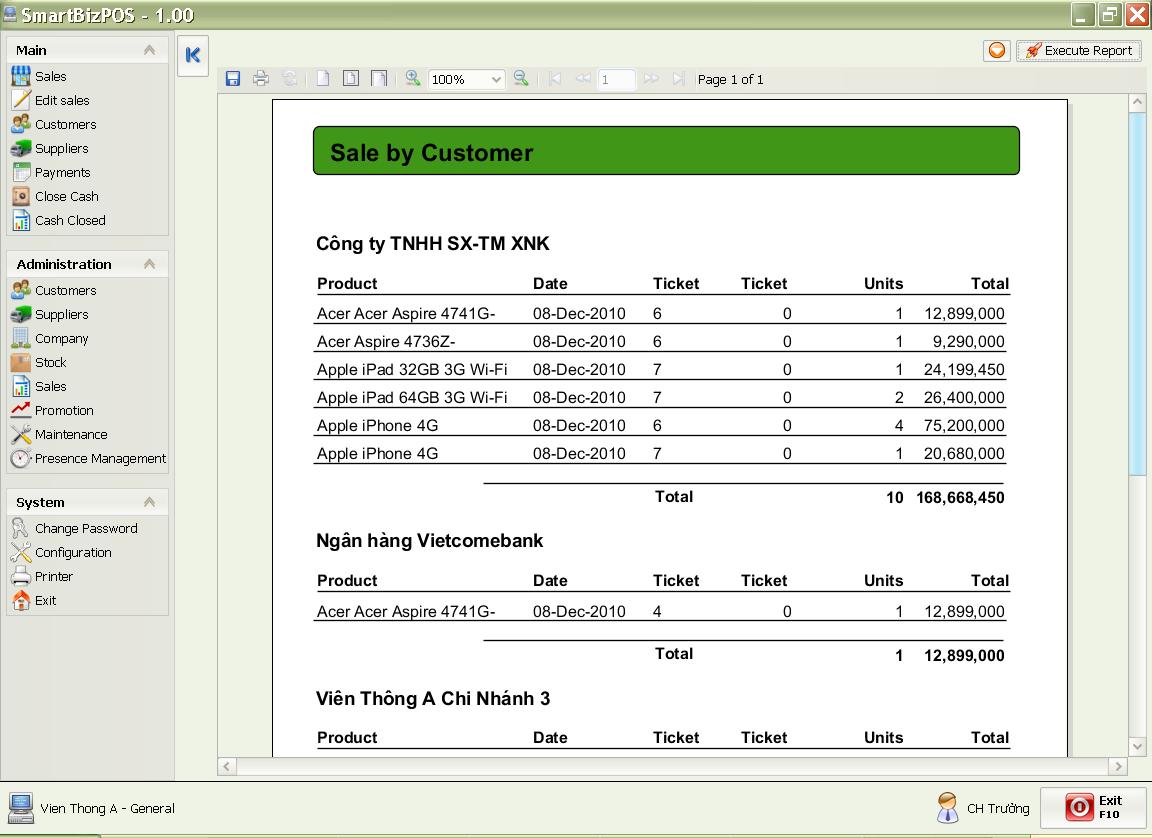 SmartBizPOS - 1.00
Main
Sales
Edit sales
Customers
Suppliers
Payments
Close Cash
Cash Closed
Administration
Customers
Suppliers
Company
Stock
Sales
Promotion
Maintenance
Presence Management
System
Change Password
Configuration
Printer
Exit
Execute Report
100% 1 Page 1 of 1
Sale by Customer
Công ty TNHH SX-TM XNK
Product Date Ticket Ticket Units Total
Acer Acer Aspire 4741G- 08-Dec-2010 6 0 1 12,899,000
Acer Aspire 4736Z- 08-Dec-2010 6 0 1 9,290,000
Apple iPad 32GB 3G Wi-Fi 08-Dec-2010 7 0 1 24,199,450
Apple iPad 64GB 3G Wi-Fi 08-Dec-2010 7 0 2 26,400,000
Apple iPhone 4G 08-Dec-2010 6 0 4 75,200,000
Apple iPhone 4G 08-Dec-2010 7 0 1 20,680,000
Total 10 168,668,450
Ngân hàng Vietcomebank
Product Date Ticket Ticket Units Total
Acer Acer Aspire 4741G- 08-Dec-2010 4 0 1 12,899,000
Total 1 12,899,000
Viên Thông A Chi Nhánh 3
Product Date Ticket Ticket Units Total
Vien Thong A - General
CH Trưởng
Exit
F10